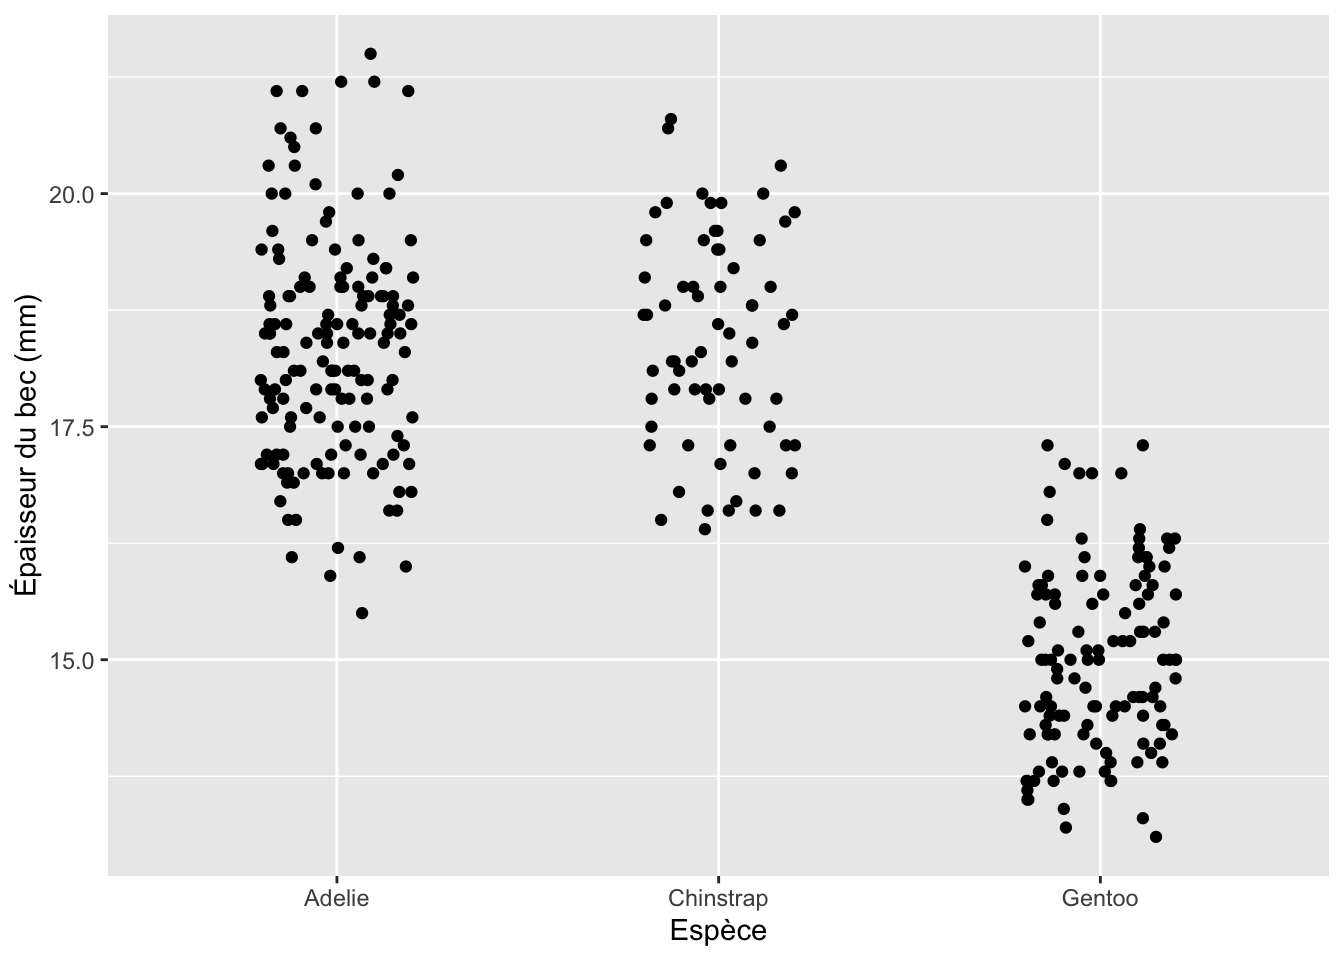 Épaisseur du bec (mm)
20.0
17.5
15.0
Adelie
Chinstrap
Gentoo
Espèce